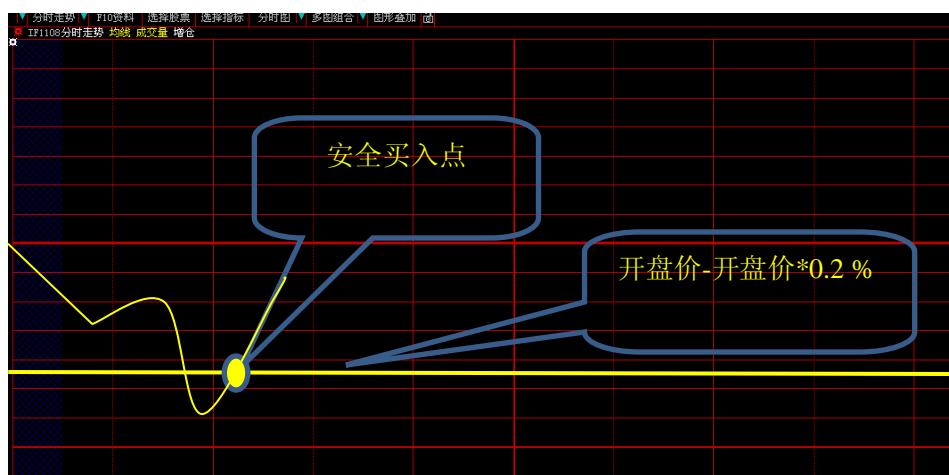 分时走势 F10资料 选择股票 选择指标 分时图 多图组合 图形叠加
IF1108分时走势 均线 成交量 增仓
安全买入点
开盘价-开盘价*0.2 %